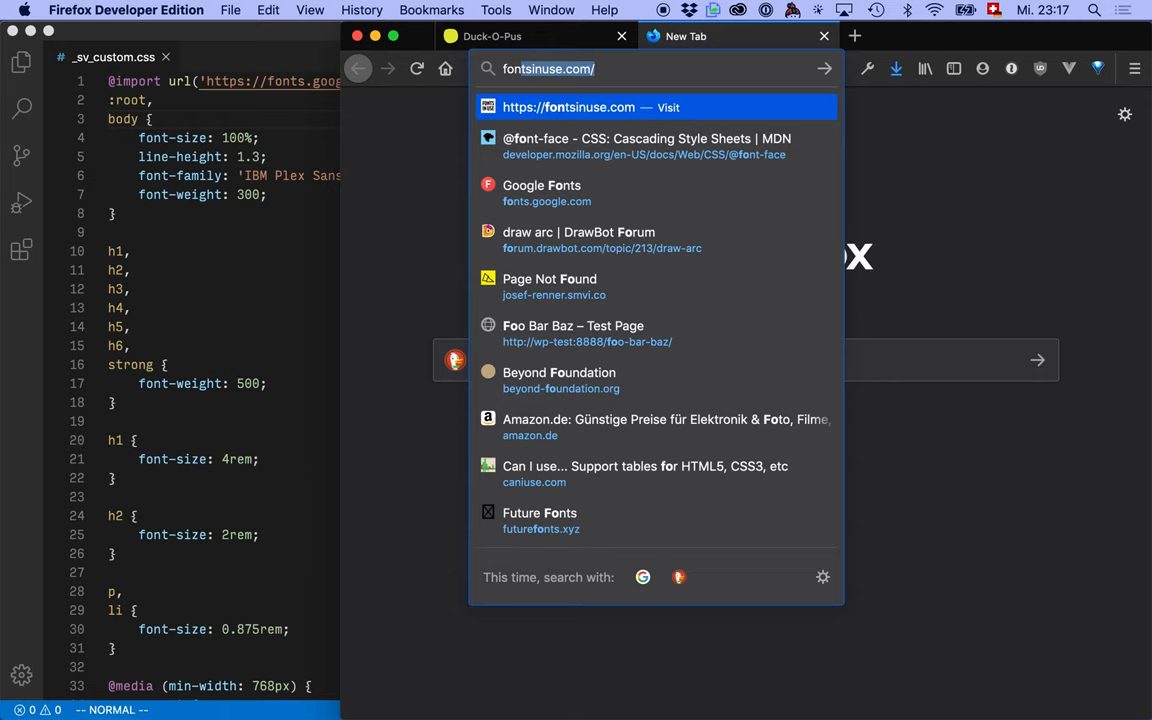 Firefox Developer Edition File Edit View History Bookmarks Tools Window Help Mi. 23:17
# _sv_custom.css
Duck-O-Pus
New Tab
fontsinuse.com/
1 @import url('https://fonts.goog
2 :root,
3 body {
4 font-size: 100%;
5 line-height: 1.3;
6 font-family: 'IBM Plex Sans
7 font-weight: 300;
8 }
9
10 h1,
11 h2,
12 h3,
13 h4,
14 h5,
15 h6,
16 strong {
17 font-weight: 500;
18 }
19
20 h1 {
21 font-size: 4rem;
22 }
23
24 h2 {
25 font-size: 2rem;
26 }
27
28 p,
29 li {
30 font-size: 0.875rem;
31 }
32
33 @media (min-width: 768px) {
0 0 -- NORMAL --
https://fontsinuse.com — Visit
@font-face - CSS: Cascading Style Sheets | MDN
developer.mozilla.org/en-US/docs/Web/CSS/@font-face
Google Fonts
fonts.google.com
draw arc | DrawBot Forum
forum.drawbot.com/topic/213/draw-arc
Page Not Found
josef-renner.smvi.co
Foo Bar Baz – Test Page
http://wp-test:8888/foo-bar-baz/
Beyond Foundation
beyond-foundation.org
Amazon.de: Günstige Preise für Elektronik & Foto, Filme,
amazon.de
Can I use... Support tables for HTML5, CSS3, etc
caniuse.com
Future Fonts
futurefonts.xyz
This time, search with:
ox